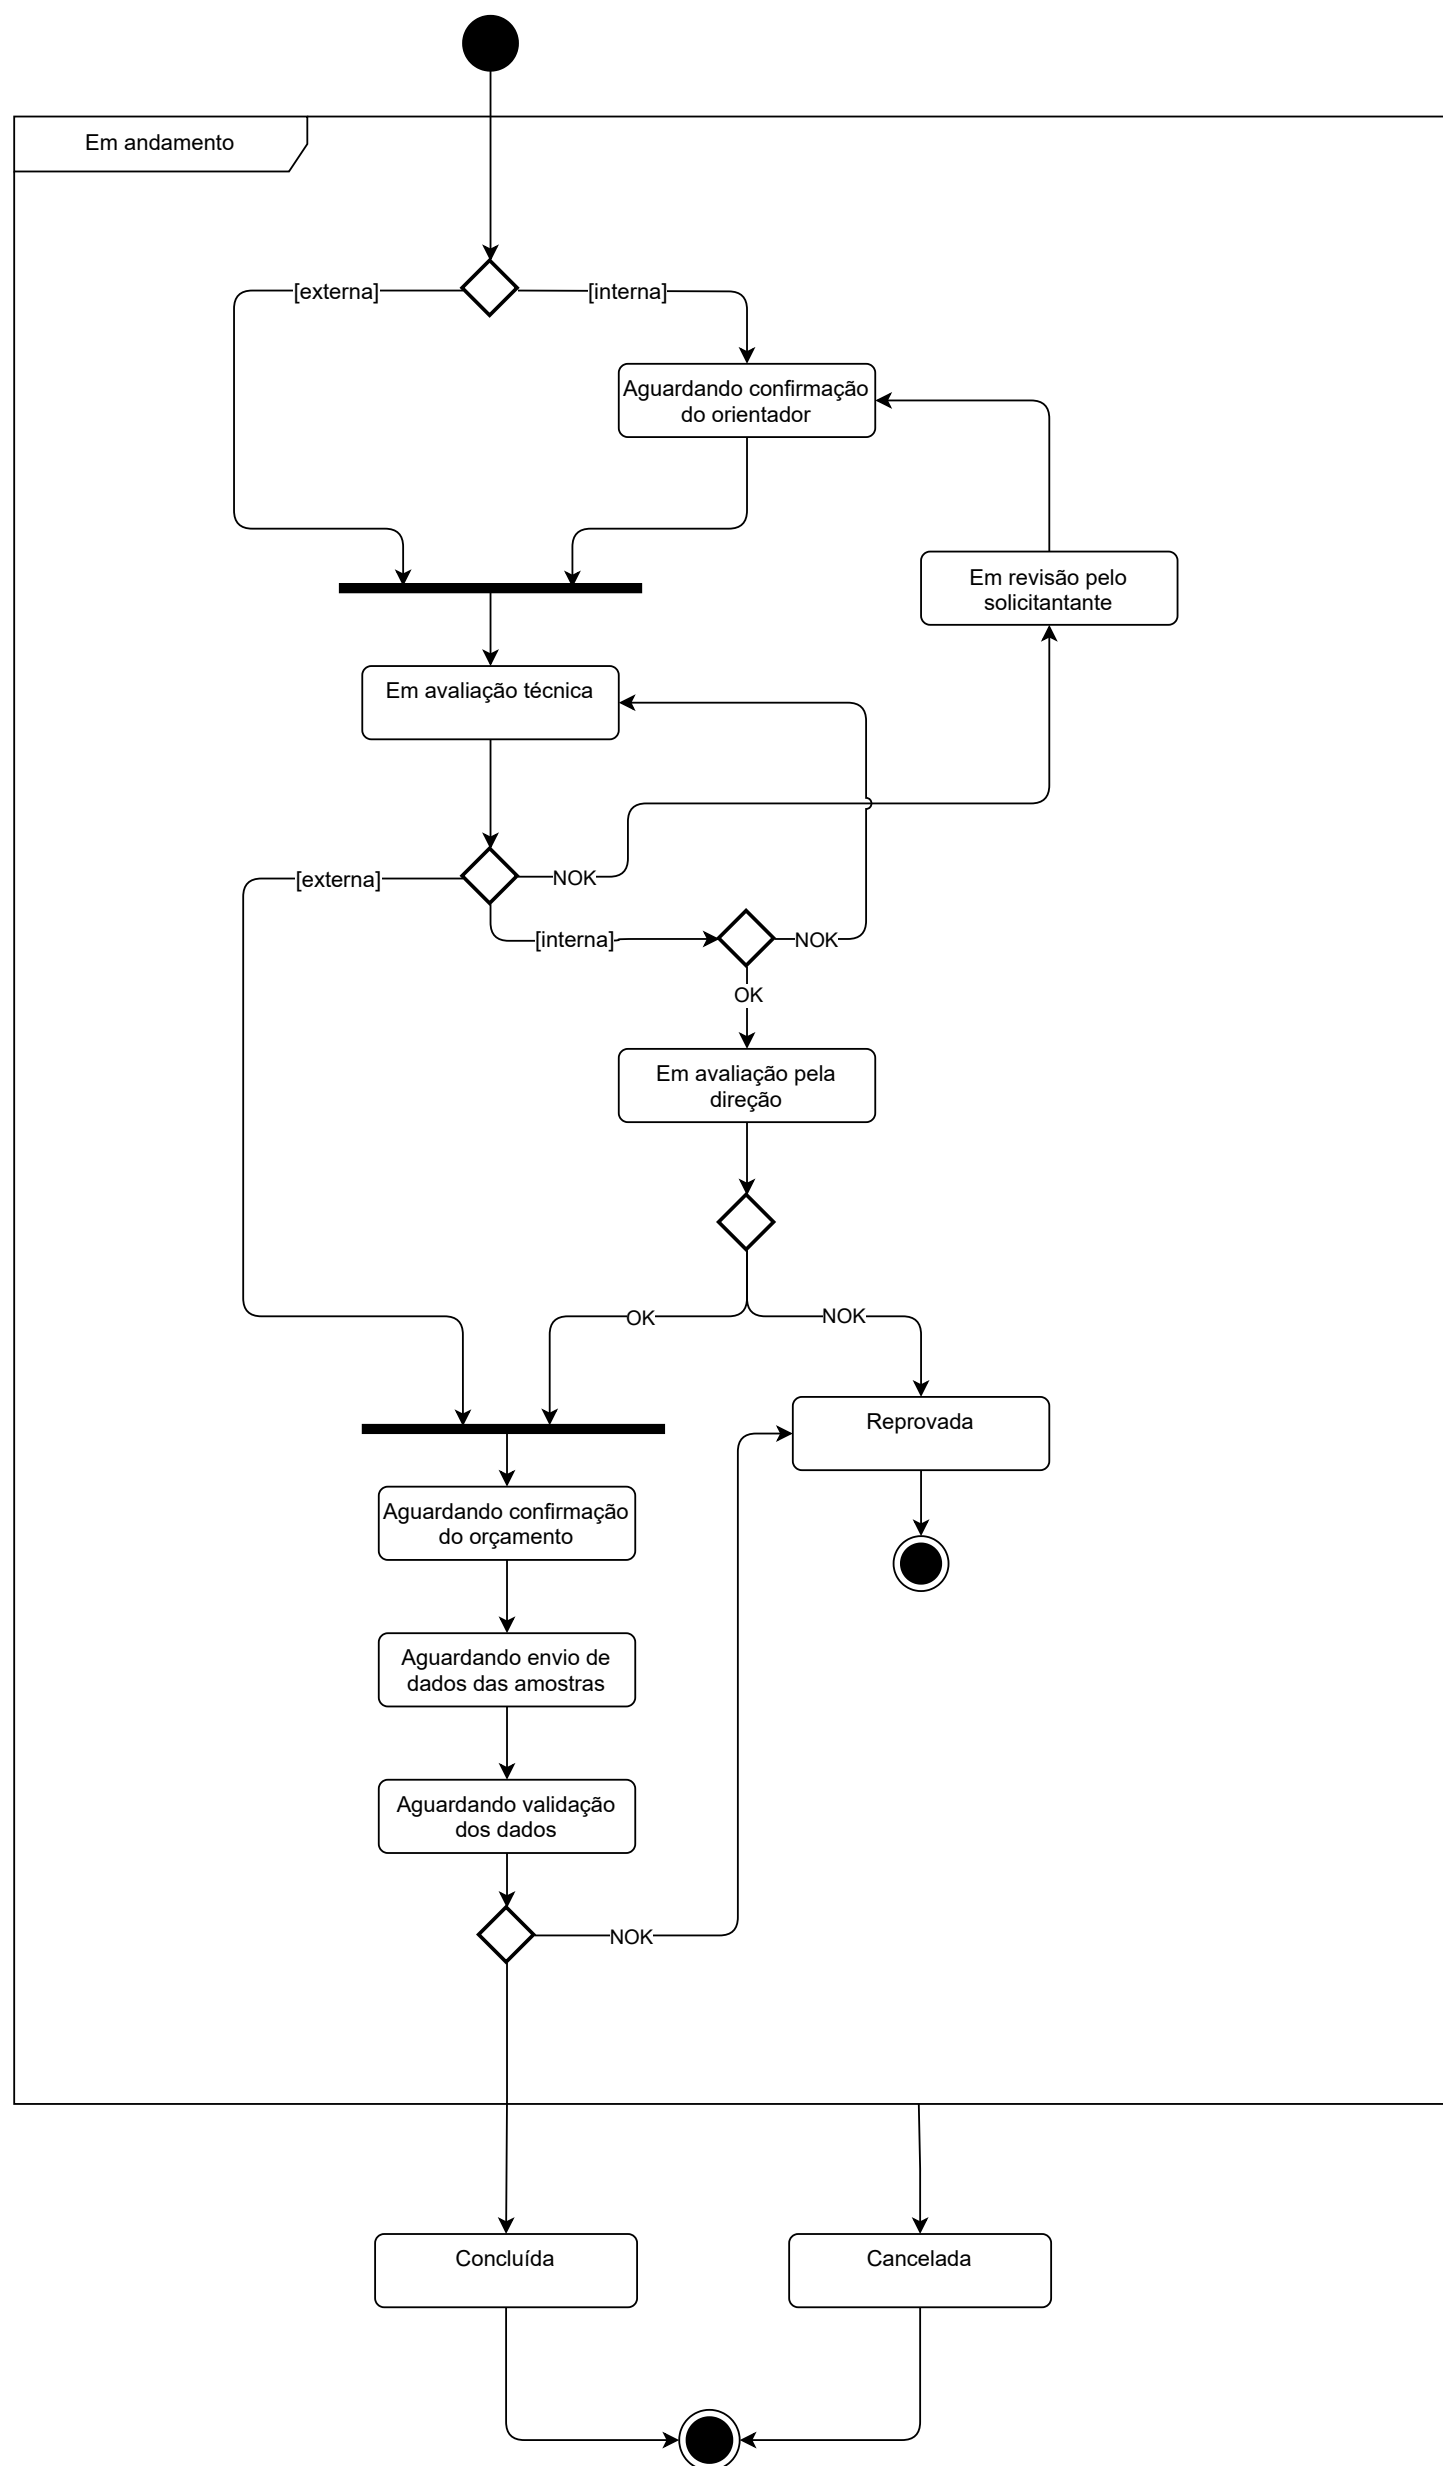 Em andamento
[externa]
[interna]
Aguardando confirmação
do orientador
Em revisão pelo
solicitantante
Em avaliação técnica
[externa]
NOK
[interna]
NOK
OK
Em avaliação pela
direção
OK
NOK
Reprovada
Aguardando confirmação
do orçamento
Aguardando envio de
dados das amostras
Aguardando validação
dos dados
NOK
Concluída
Cancelada